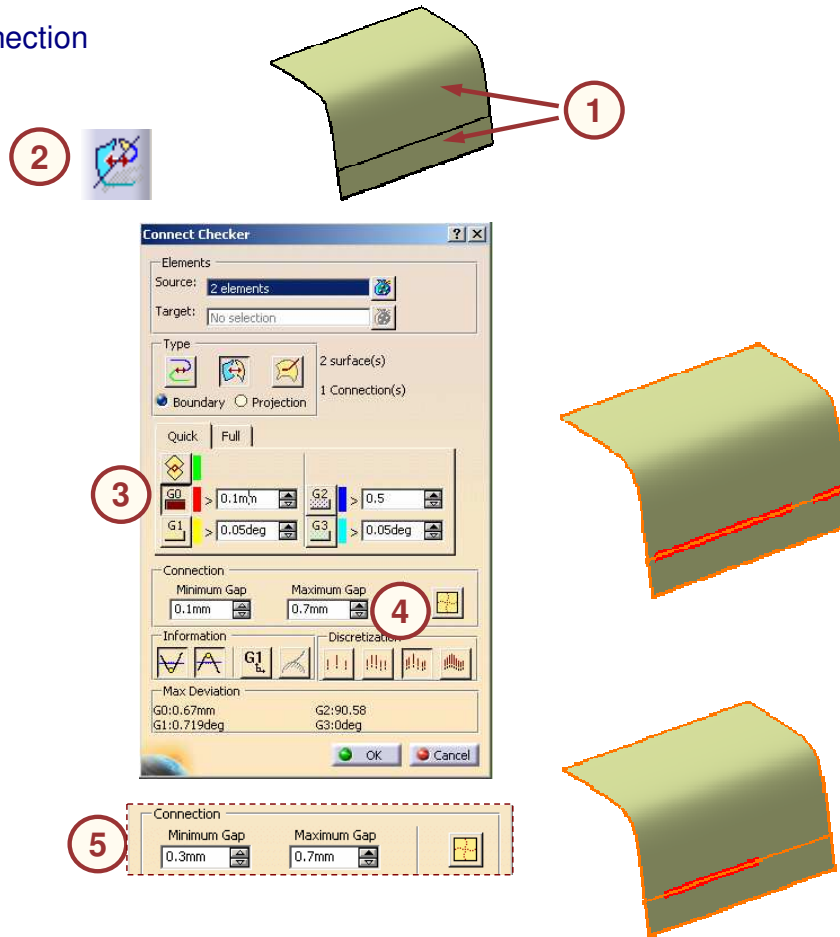 nection
1
2
Connect Checker
Elements
Source: 2 elements
Target: No selection
Type
2 surface(s)
1 Connection(s)
Boundary Projection
Quick Full
3
G0 > 0.1mm G2 > 0.5
G1 > 0.05deg G3 > 0.05deg
Connection
Minimum Gap Maximum Gap
0.1mm 0.7mm
4
Information Discretization
G1
Max Deviation
G0:0.67mm G2:90.58
G1:0.719deg G3:0deg
OK Cancel
5
Connection
Minimum Gap Maximum Gap
0.3mm 0.7mm